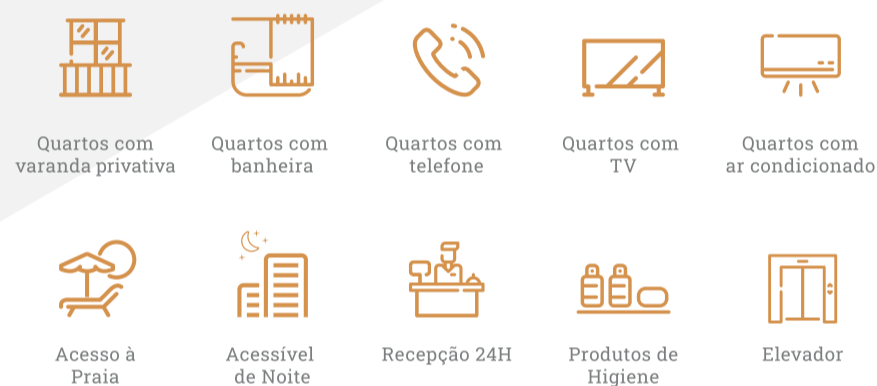 Quartos com
varanda privativa
Quartos com
banheira
Quartos com
telefone
Quartos com
TV
Quartos com
ar condicionado
Acesso à
Praia
Acessível
de Noite
Recepção 24H
Produtos de
Higiene
Elevador